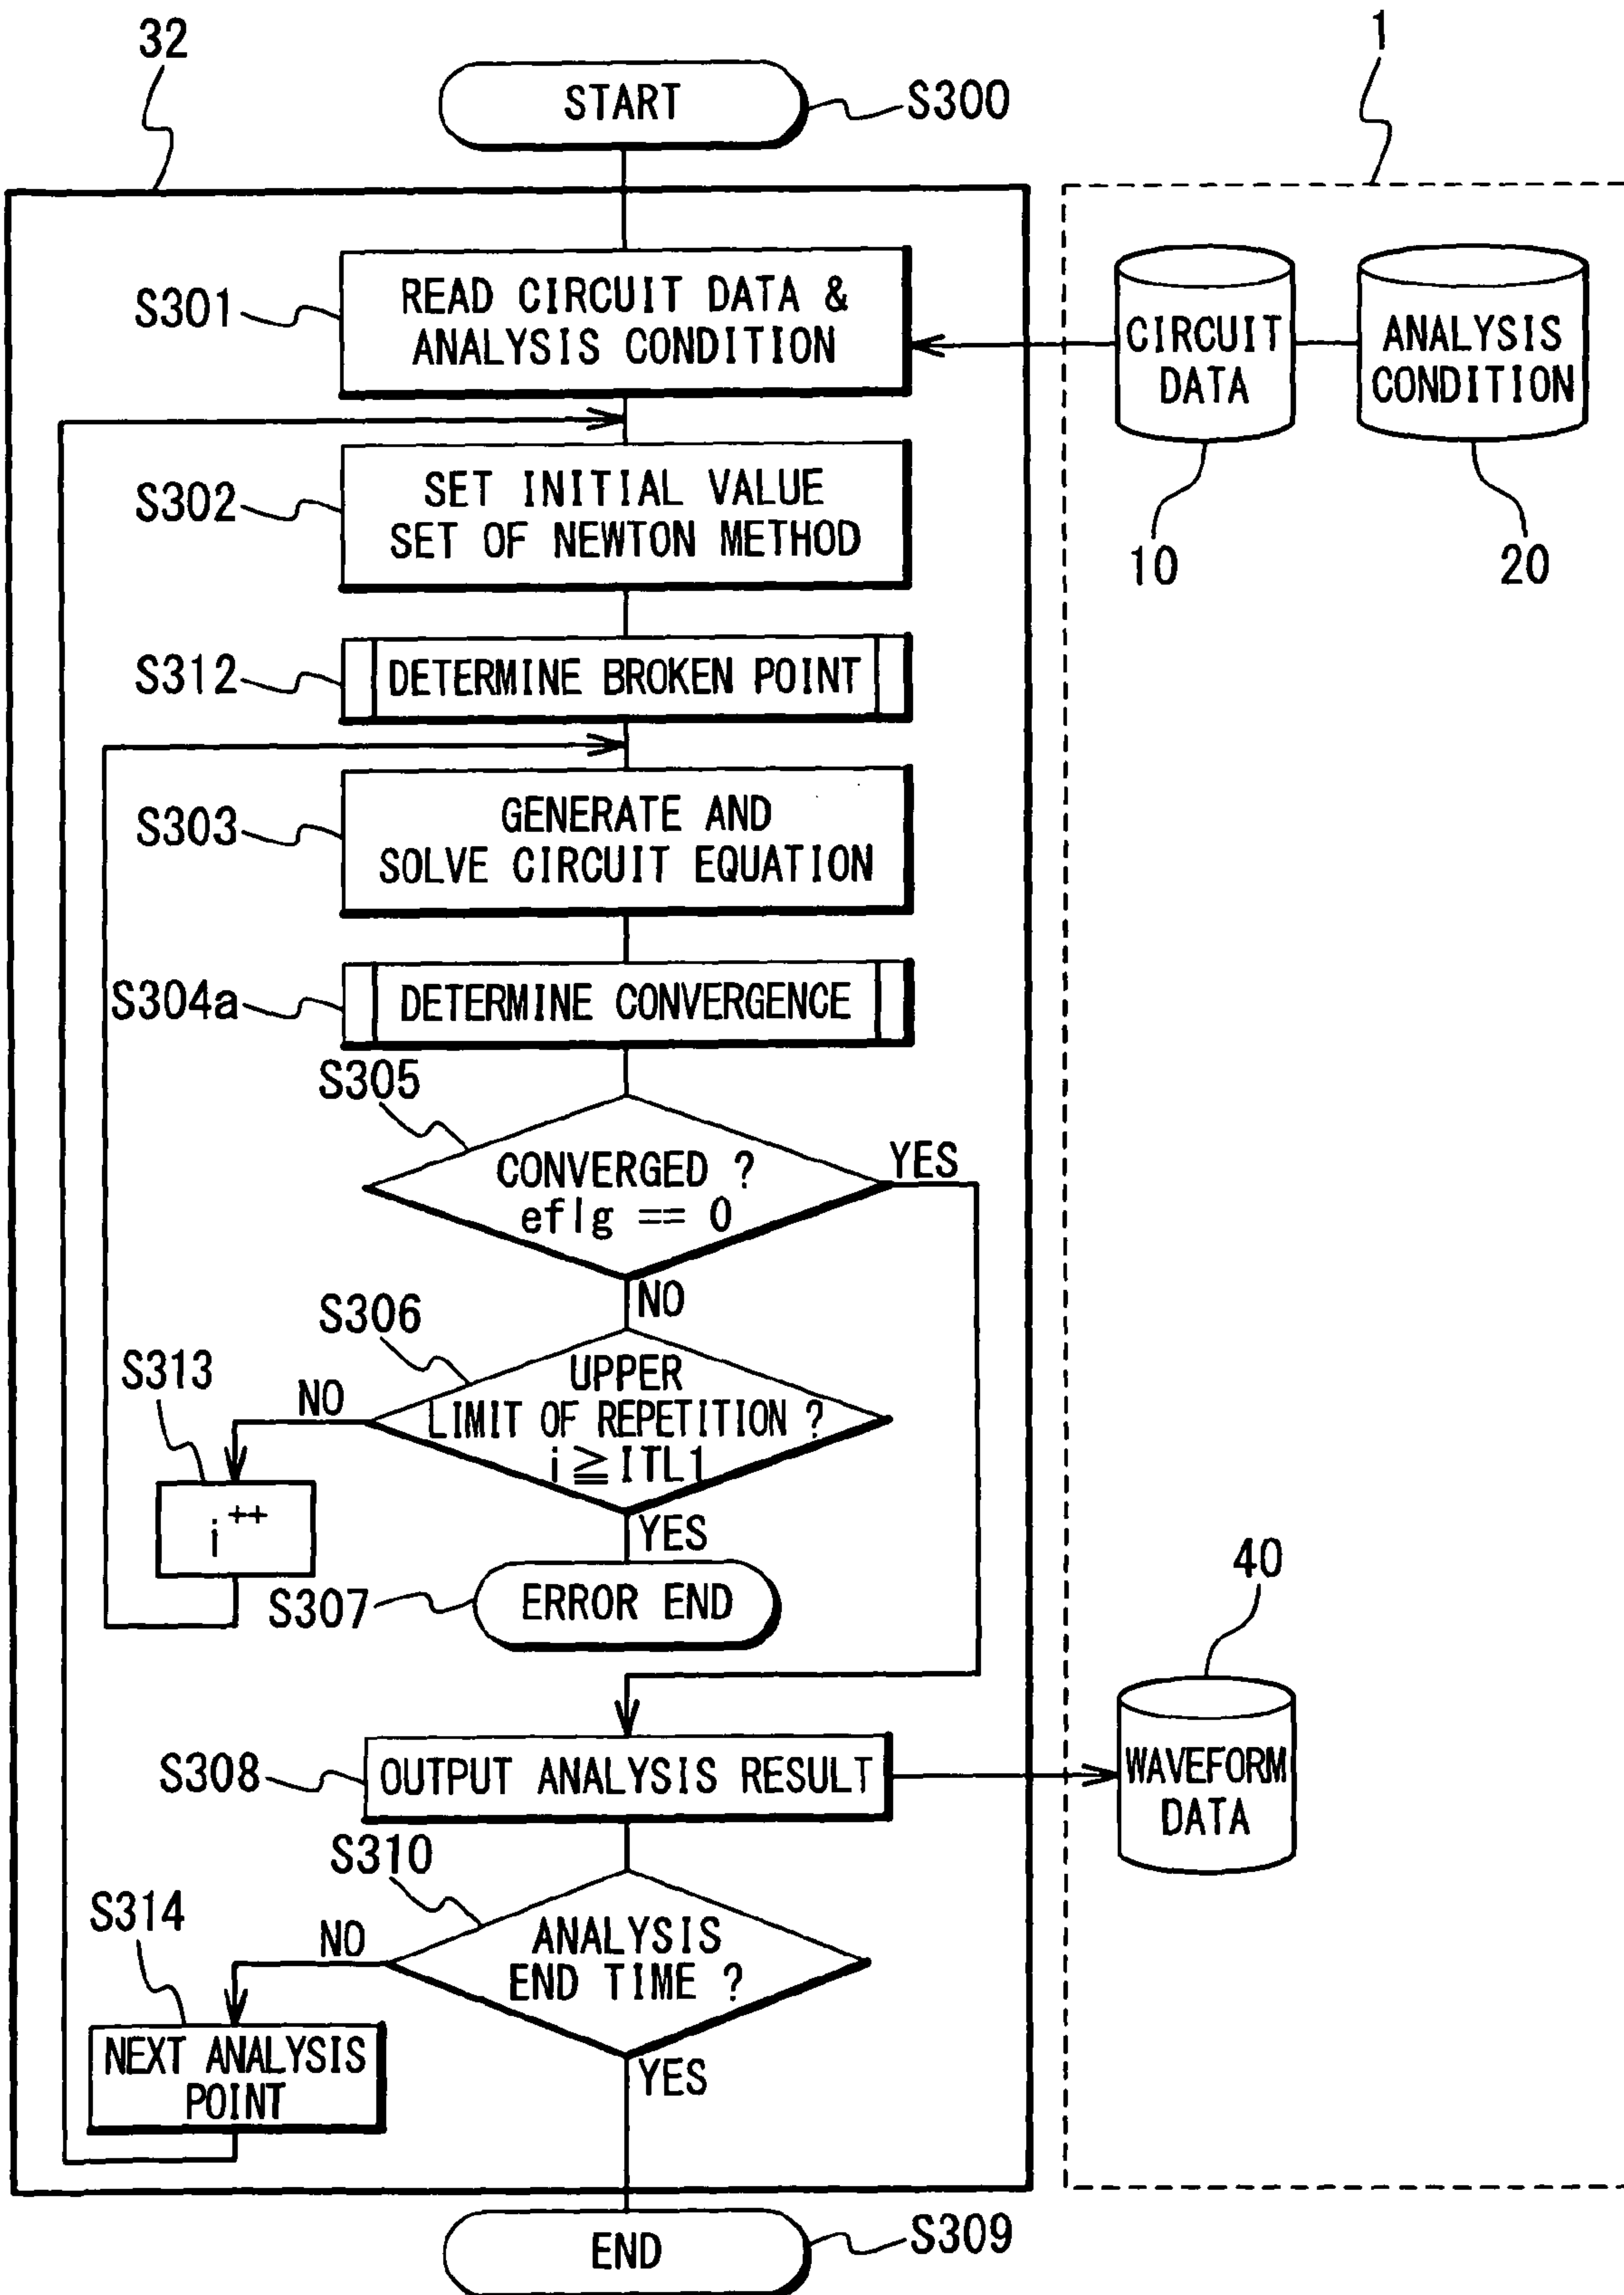 32
1
START
S300
S301
READ CIRCUIT DATA &
ANALYSIS CONDITION
CIRCUIT
DATA
ANALYSIS
CONDITION
10
20
S302
SET INITIAL VALUE
SET OF NEWTON METHOD
S312
DETERMINE BROKEN POINT
S303
GENERATE AND
SOLVE CIRCUIT EQUATION
S304a
DETERMINE CONVERGENCE
S305
CONVERGED ?
eflg == 0
YES
NO
S306
UPPER
LIMIT OF REPETITION ?
i ≧ ITL1
NO
S313
i++
YES
S307
ERROR END
40
WAVEFORM
DATA
S308
OUTPUT ANALYSIS RESULT
S310
ANALYSIS
END TIME ?
NO
S314
NEXT ANALYSIS
POINT
YES
END
S309